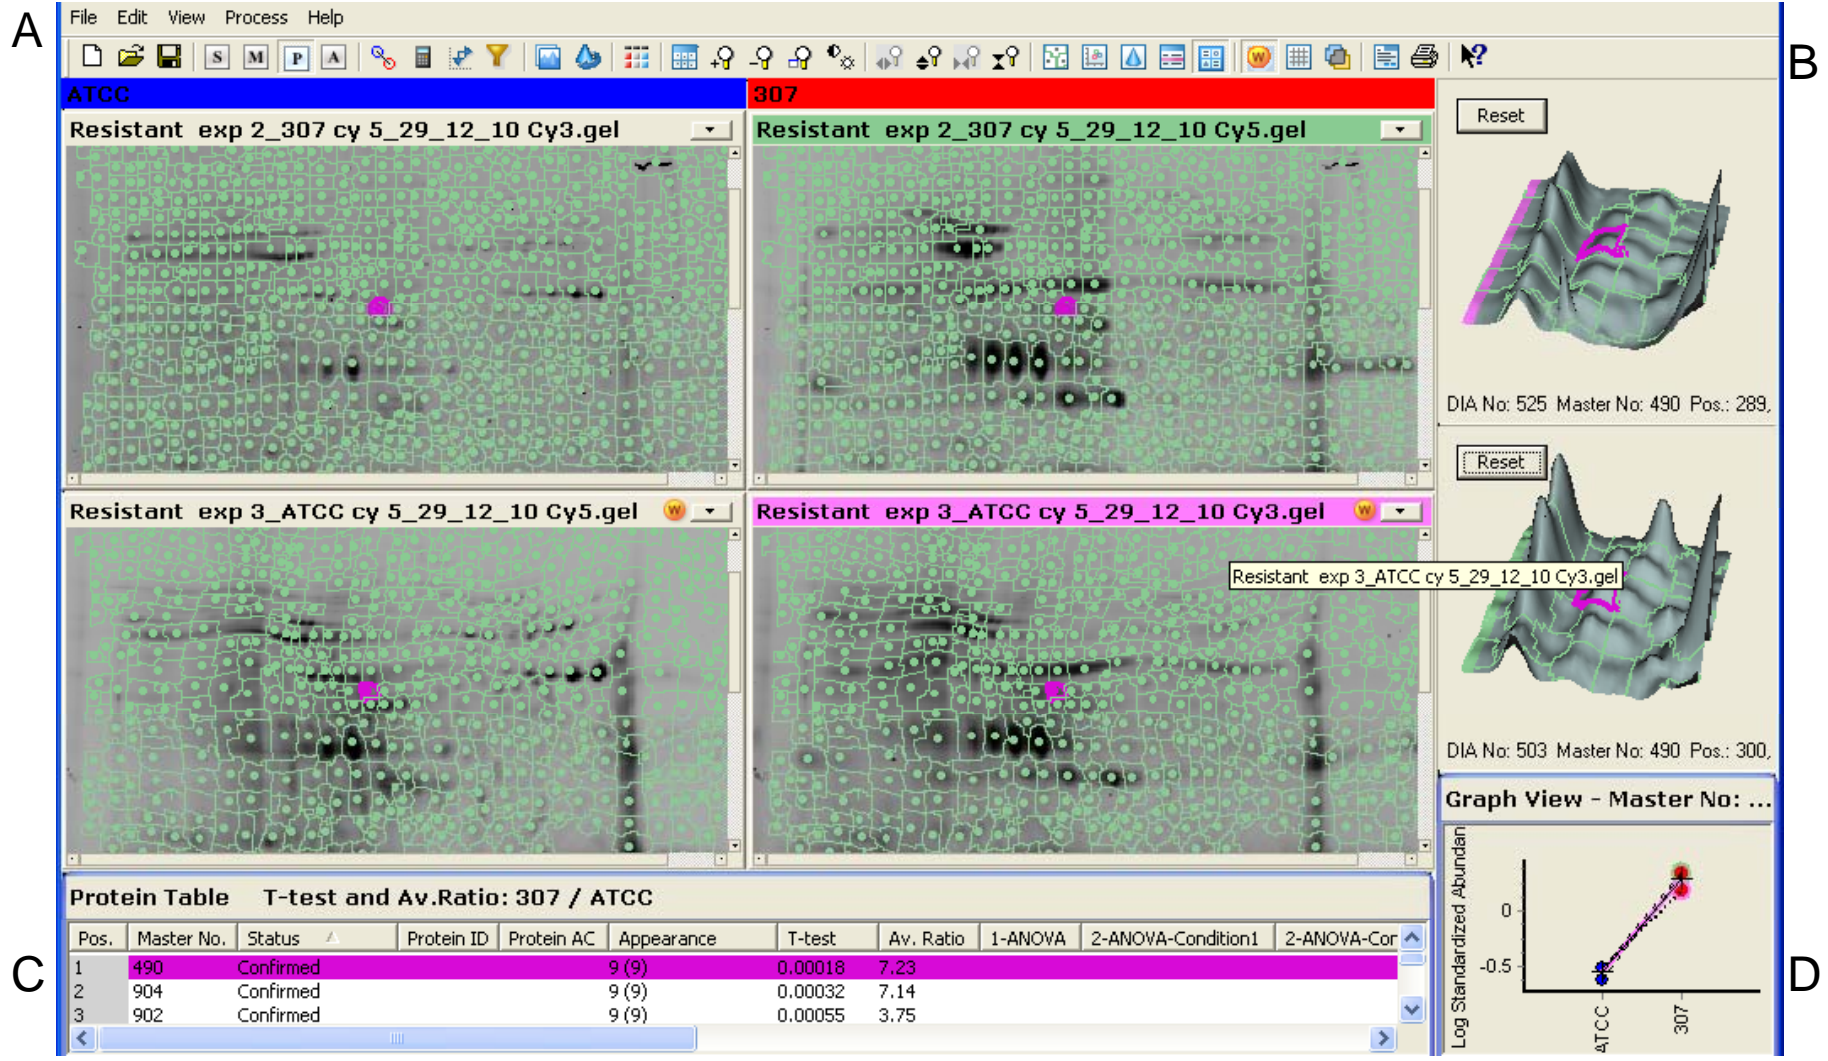 A
B
File Edit View Process Help
S M P A W
ATCC
307
Resistant exp 2_307 cy 5_29_12_10 Cy3.gel
Resistant exp 2_307 cy 5_29_12_10 Cy5.gel
Reset
DIA No: 525 Master No: 490 Pos.: 289,
Resistant exp 3_ATCC cy 5_29_12_10 Cy5.gel W
Resistant exp 3_ATCC cy 5_29_12_10 Cy3.gel W
Reset
Resistant exp 3_ATCC cy 5_29_12_10 Cy3.gel
DIA No: 503 Master No: 490 Pos.: 300,
C
Protein Table T-test and Av.Ratio: 307 / ATCC
Pos. Master No. Status Protein ID Protein AC Appearance T-test Av. Ratio 1-ANOVA 2-ANOVA-Condition1 2-ANOVA-Cor
1 490 Confirmed 9 (9) 0.00018 7.23
2 904 Confirmed 9 (9) 0.00032 7.14
3 902 Confirmed 9 (9) 0.00055 3.75
D
Graph View - Master No: ...
Log Standardized Abundan
0
-0.5
ATCC
307